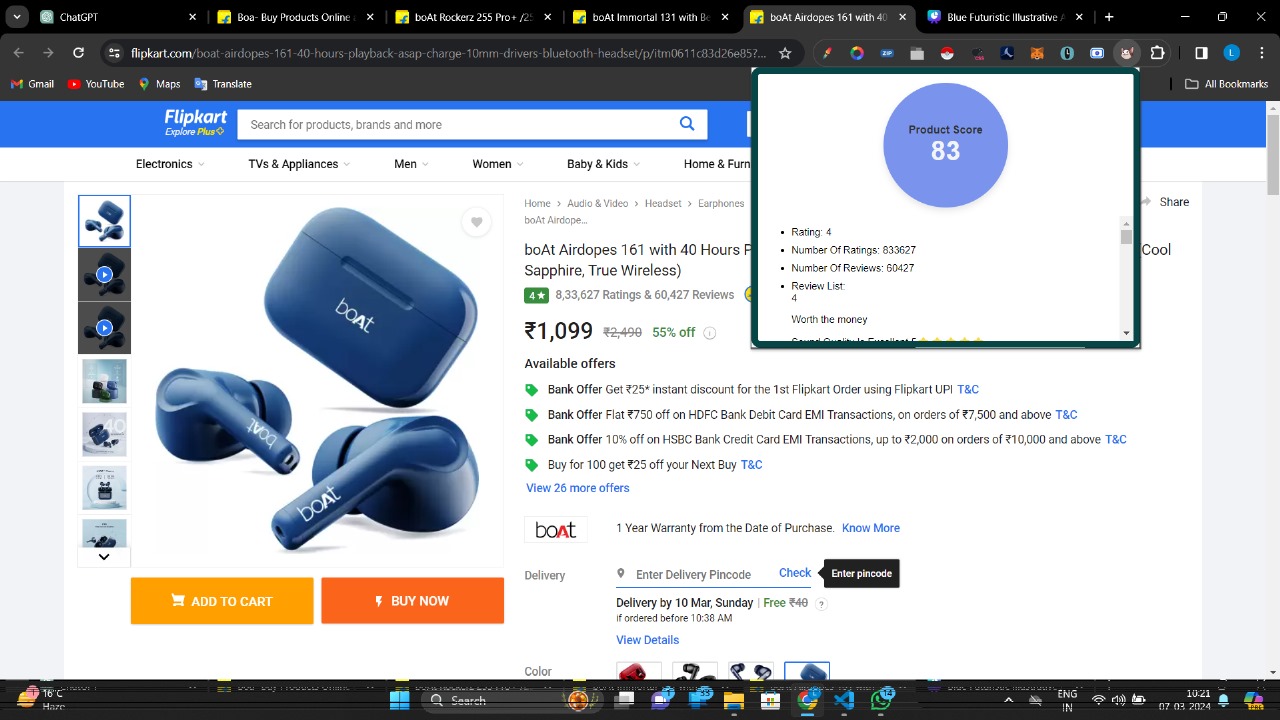 ChatGPT
Boa- Buy Products Online a
boAt Rockerz 255 Pro+ /255
boAt Immortal 131 with Be
boAt Airdopes 161 with 40
Blue Futuristic Illustrative A
flipkart.com/boat-airdopes-161-40-hours-playback-asap-charge-10mm-drivers-bluetooth-headset/p/itm0611c83d26e85?...
L
Gmail
YouTube
Maps
Translate
All Bookmarks
Flipkart
Explore Plus
Search for products, brands and more
Electronics
TVs & Appliances
Men
Women
Baby & Kids
Home & Furn
Product Score
83
Rating: 4
Number Of Ratings: 833627
Number Of Reviews: 60427
Review List:
4
Worth the money
Sound Quality Is Excellent 5
Home > Audio & Video > Headset > Earphones
boAt Airdope...
Share
boAt Airdopes 161 with 40 Hours P
Cool
Sapphire, True Wireless)
4★ 8,33,627 Ratings & 60,427 Reviews
₹1,099 ₹2,490 55% off
Available offers
Bank Offer Get ₹25* instant discount for the 1st Flipkart Order using Flipkart UPI T&C
Bank Offer Flat ₹750 off on HDFC Bank Debit Card EMI Transactions, on orders of ₹7,500 and above T&C
Bank Offer 10% off on HSBC Bank Credit Card EMI Transactions, up to ₹2,000 on orders of ₹10,000 and above T&C
Buy for 100 get ₹25 off your Next Buy T&C
View 26 more offers
boAt
boAt
boAt
boAt
1 Year Warranty from the Date of Purchase. Know More
Delivery
Enter Delivery Pincode
Check
Enter pincode
Delivery by 10 Mar, Sunday | Free ₹40 ?
if ordered before 10:38 AM
View Details
ADD TO CART
BUY NOW
Color
16°C
Haze
Search
ENG
IN
10:21
07-03-2024